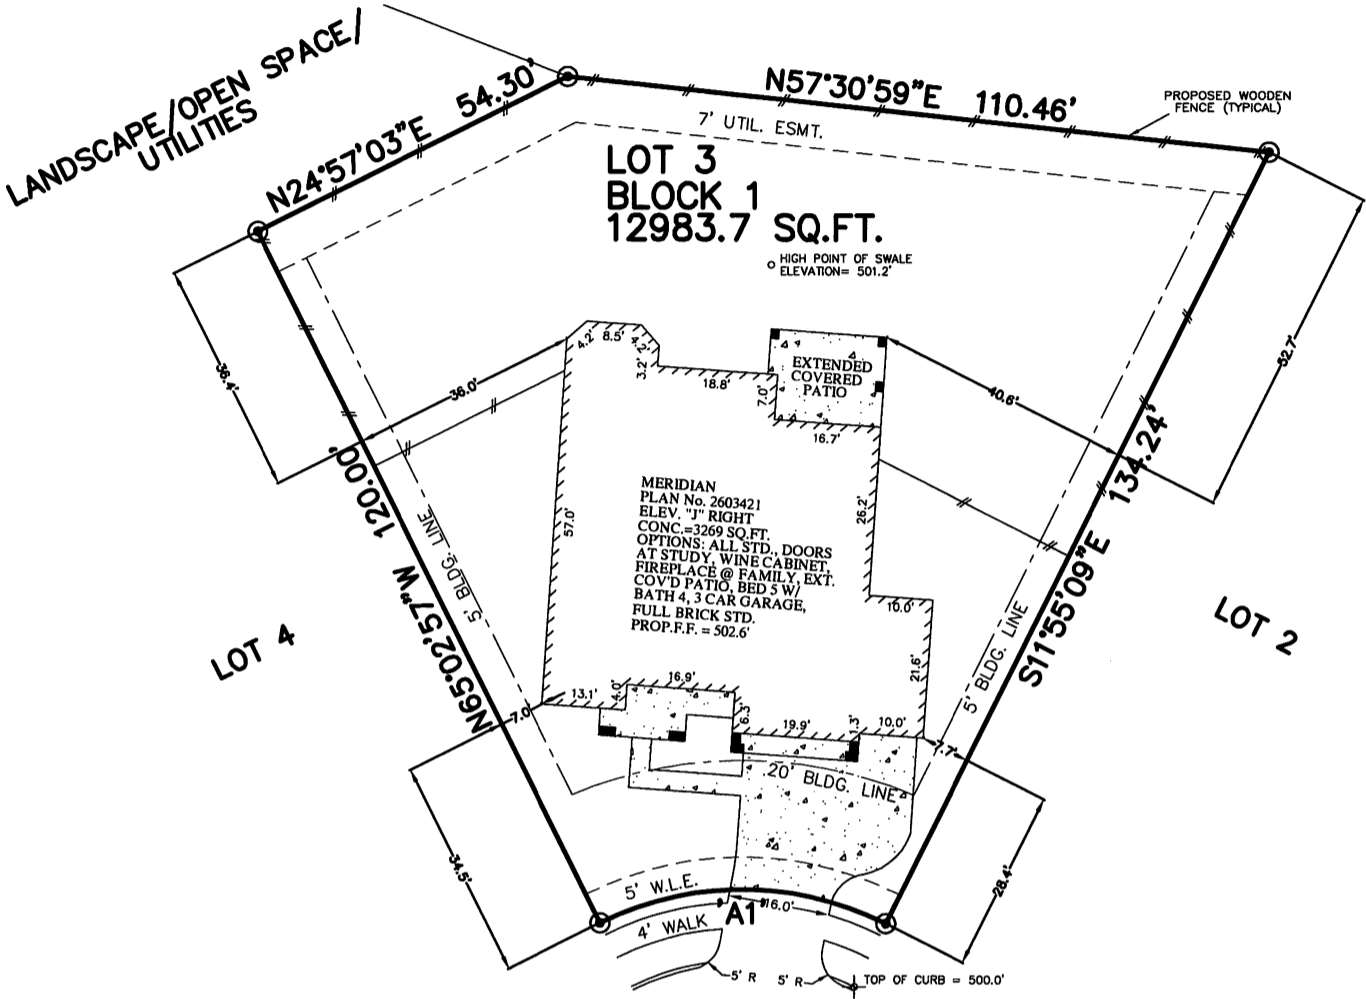 LANDSCAPE/OPEN SPACE/
UTILITIES
N24°57'03"E 54.30'
N57°30'59"E 110.46'
PROPOSED WOODEN
FENCE (TYPICAL)
7' UTIL. ESMT.
LOT 3
BLOCK 1
12983.7 SQ.FT.
HIGH POINT OF SWALE
ELEVATION= 501.2'
36.4'
36.0'
4.2'
8.5'
4.2'
3.2'
18.8'
7.0'
EXTENDED
COVERED
PATIO
16.7'
40.6'
52.7'
120.00'
N65°02'57"W
5' BLDG. LINE
57.0'
MERIDIAN
PLAN No. 2603421
ELEV. "J" RIGHT
CONC.=3269 SQ.FT.
OPTIONS: ALL STD., DOORS
AT STUDY, WINE CABINET,
FIREPLACE @ FAMILY, EXT.
COV'D PATIO, BED 5 W/
BATH 4, 3 CAR GARAGE,
FULL BRICK STD.
PROP.F.F. = 502.6'
26.2'
10.0'
21.6'
134.24'
S11°55'09"E
5' BLDG. LINE
LOT 4
LOT 2
7.0'
13.1'
4.0'
16.9'
6.3'
19.9'
1.3'
10.0'
7.7'
20' BLDG. LINE
34.5'
28.4'
5' W.L.E.
4' WALK
A1
16.0'
5' R
5' R
TOP OF CURB = 500.0'